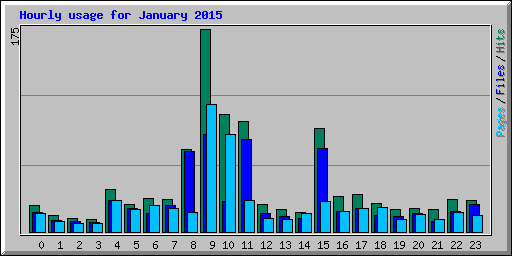 Hourly usage for January 2015
175
Pages / Files / Hits
0 1 2 3 4 5 6 7 8 9 10 11 12 13 14 15 16 17 18 19 20 21 22 23